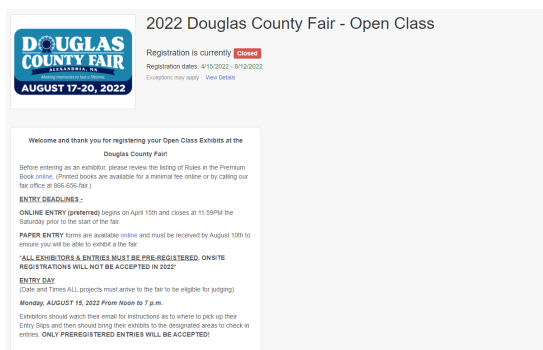 2022 Douglas County Fair - Open Class
DOUGLAS
COUNTY FAIR
ALEXANDRIA, MN
Making memories to last a lifetime.
AUGUST 17-20, 2022
Registration is currently Closed
Registration dates: 4/15/2022 - 8/12/2022
Exceptions may apply View Details
Welcome and thank you for registering your Open Class Exhibits at the
Douglas County Fair!
Before entering as an exhibitor, please review the listing of Rules in the Premium
Book online. (Printed books are available for a minimal fee online or by calling our
fair office at 866-656-fair.)
ENTRY DEADLINES -
ONLINE ENTRY (preferred) begins on April 15th and closes at 11:59PM the
Saturday prior to the start of the fair.
PAPER ENTRY forms are available online and must be received by August 10th to
ensure you will be able to exhibit a the fair.
*ALL EXHIBITORS & ENTRIES MUST BE PRE-REGISTERED. ONSITE
REGISTRATIONS WILL NOT BE ACCEPTED IN 2022*
ENTRY DAY
(Date and Times ALL projects must arrive to the fair to be eligible for judging)
Monday, AUGUST 15, 2022 From Noon to 7 p.m.
Exhibitors should watch their email for instructions as to where to pick up their
Entry Slips and then should bring their exhibits to the designated areas to check in
entries. ONLY PREREGISTERED ENTRIES WILL BE ACCEPTED!